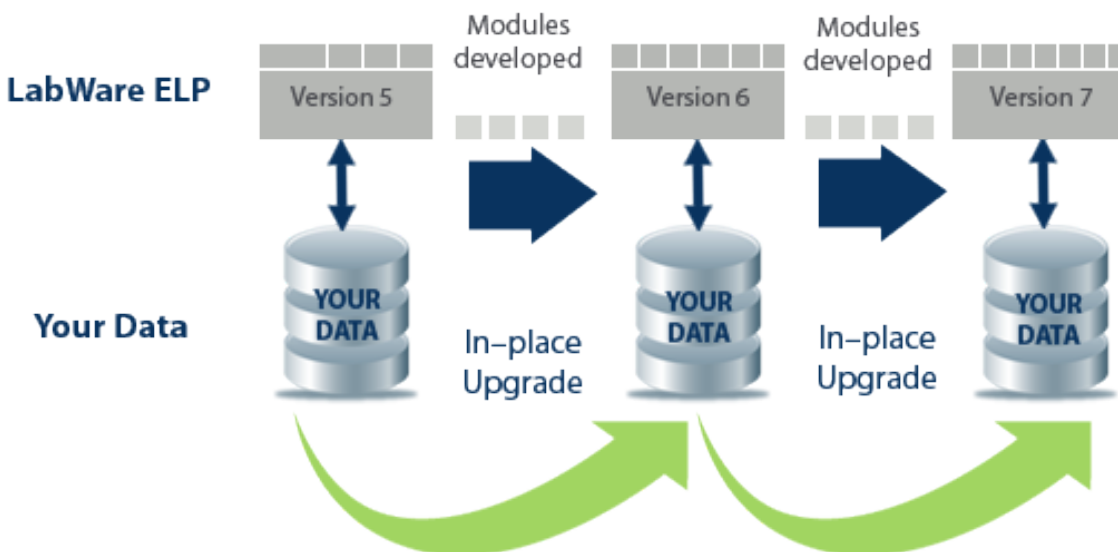 Modules
developed
Modules
developed
LabWare ELP
Version 5
Version 6
Version 7
Your Data
YOUR
DATA
YOUR
DATA
YOUR
DATA
In-place
Upgrade
In-place
Upgrade